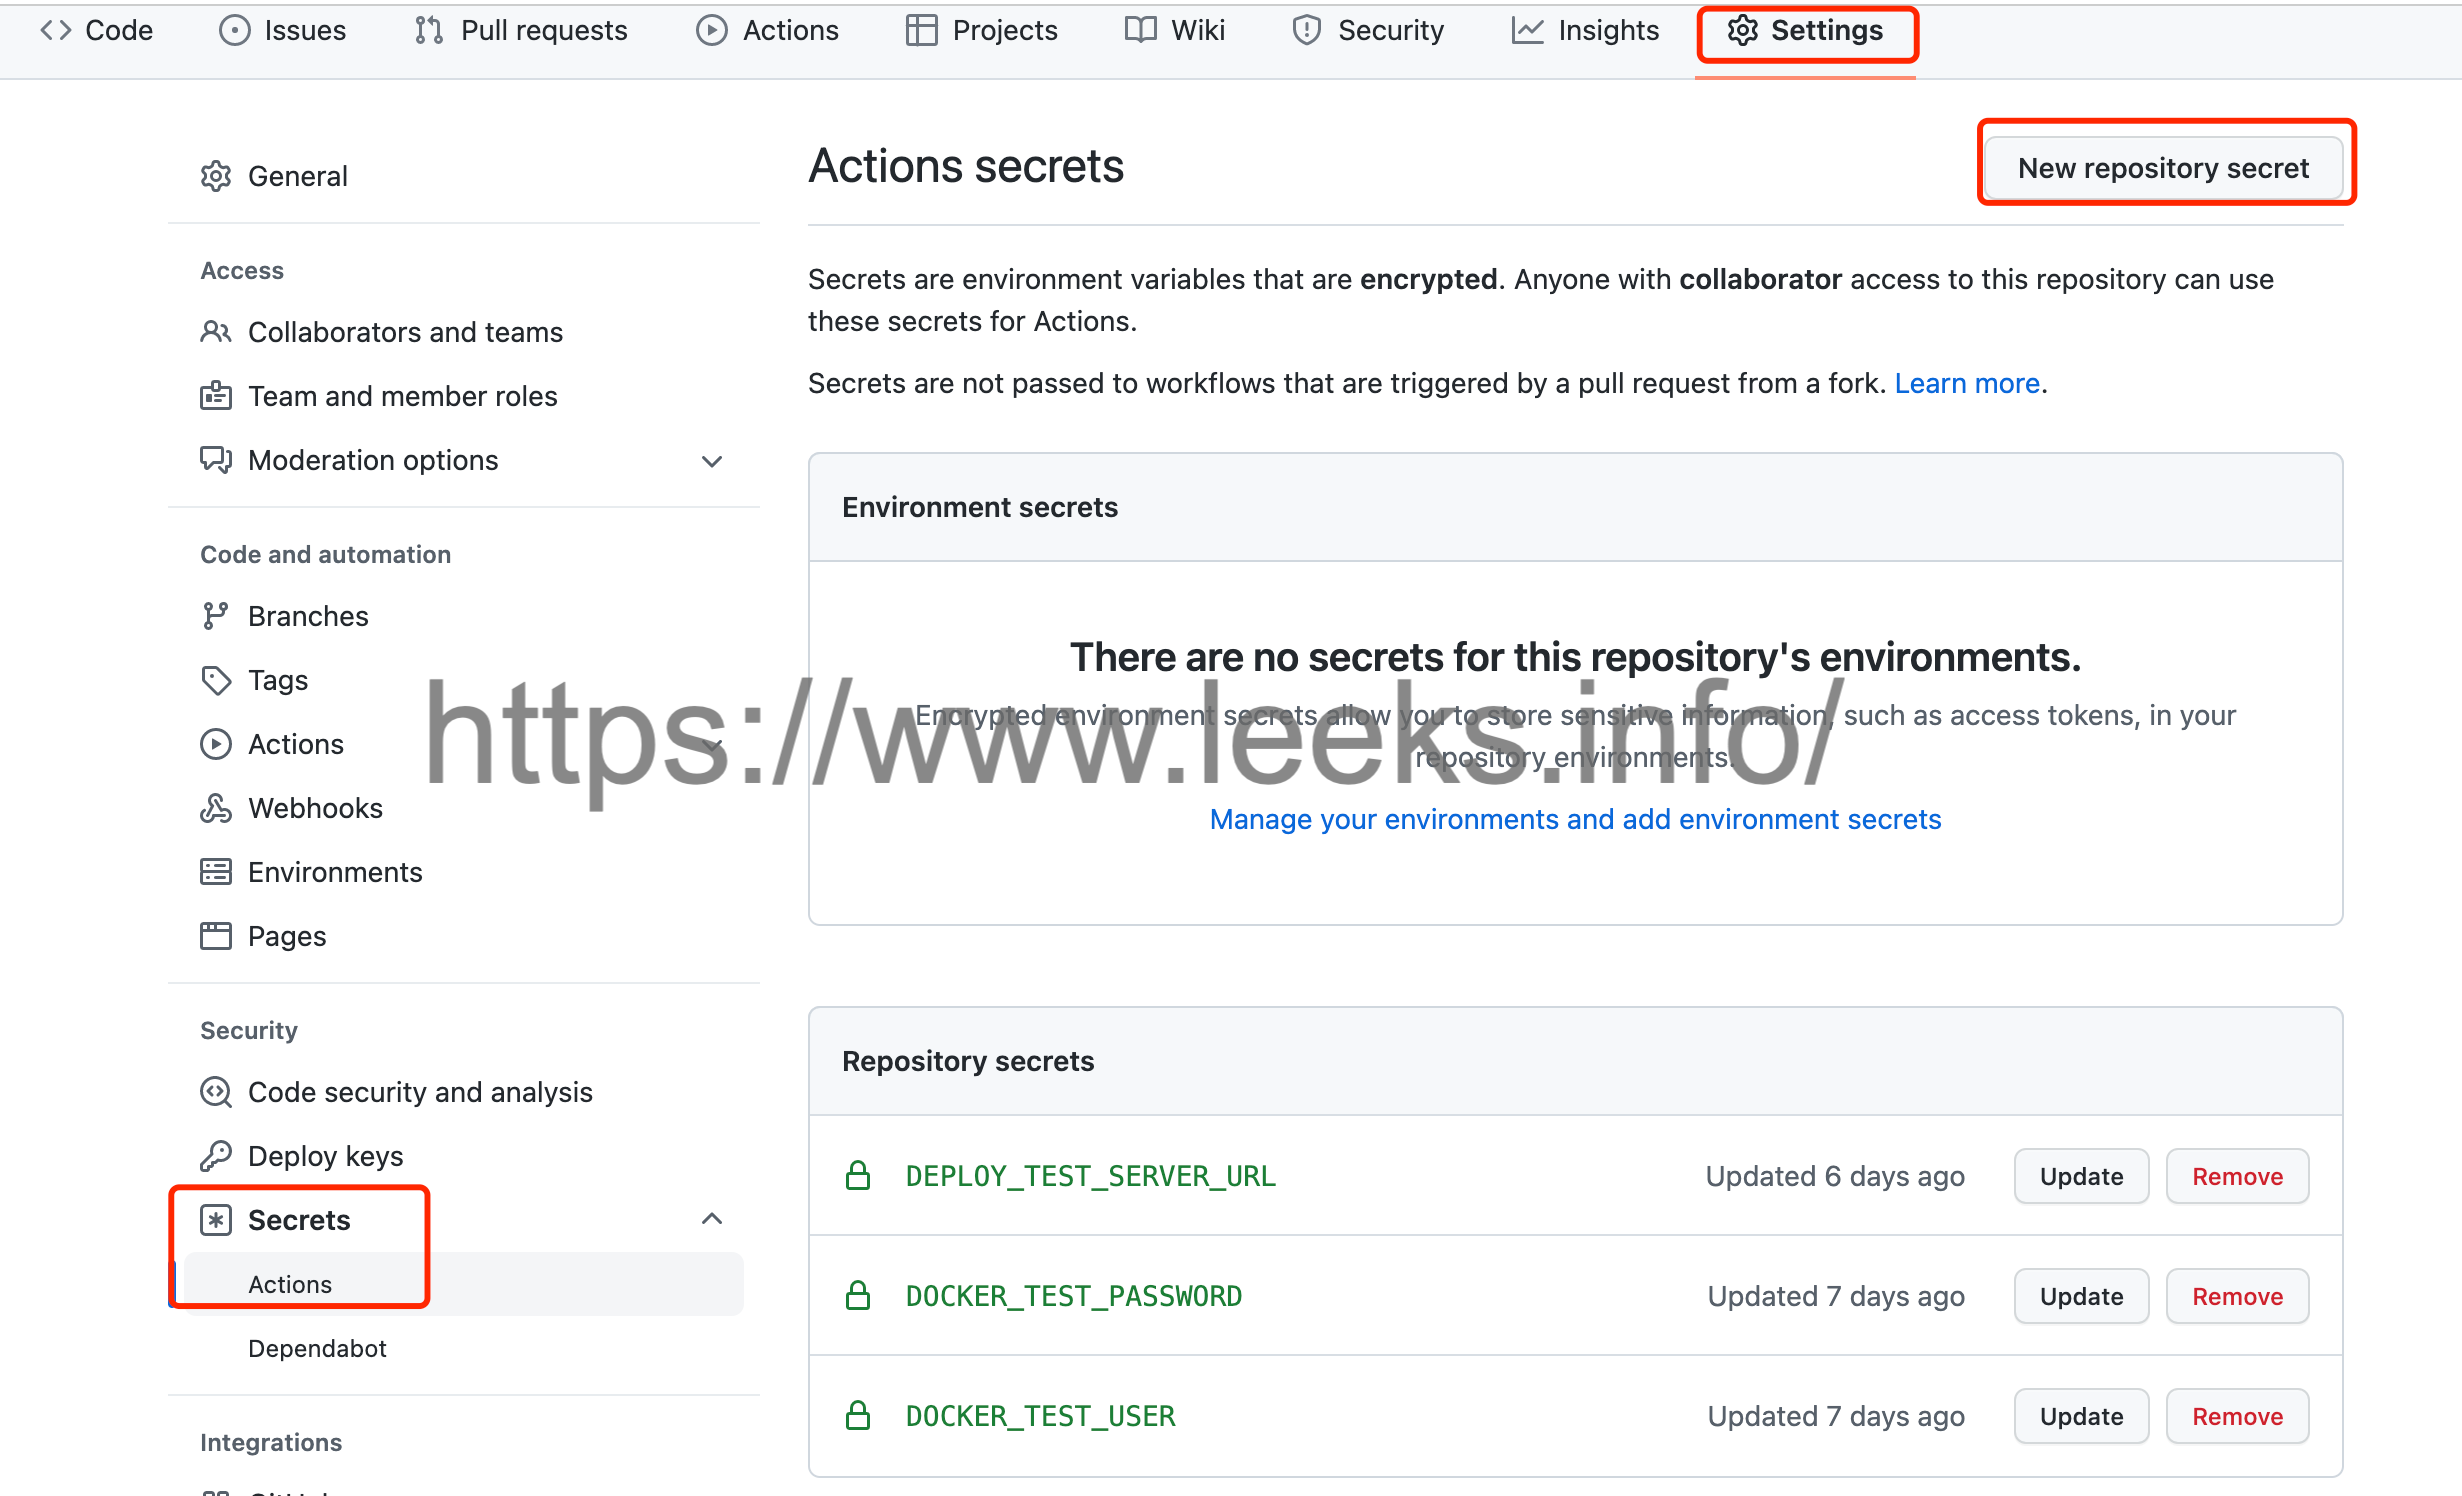 Code Issues Pull requests Actions Projects Wiki Security Insights Settings
General
Access
Collaborators and teams
Team and member roles
Moderation options
Code and automation
Branches
Tags
Actions
Webhooks
Environments
Pages
Security
Code security and analysis
Deploy keys
Secrets
Actions
Dependabot
Integrations
Actions secrets
New repository secret
Secrets are environment variables that are encrypted. Anyone with collaborator access to this repository can use
these secrets for Actions.
Secrets are not passed to workflows that are triggered by a pull request from a fork. Learn more.
Environment secrets
There are no secrets for this repository's environments.
Encrypted environment secrets allow you to store sensitive information, such as access tokens, in your
repository environments.
Manage your environments and add environment secrets
https://www.leeks.info/
Repository secrets
DEPLOY_TEST_SERVER_URL Updated 6 days ago Update Remove
DOCKER_TEST_PASSWORD Updated 7 days ago Update Remove
DOCKER_TEST_USER Updated 7 days ago Update Remove